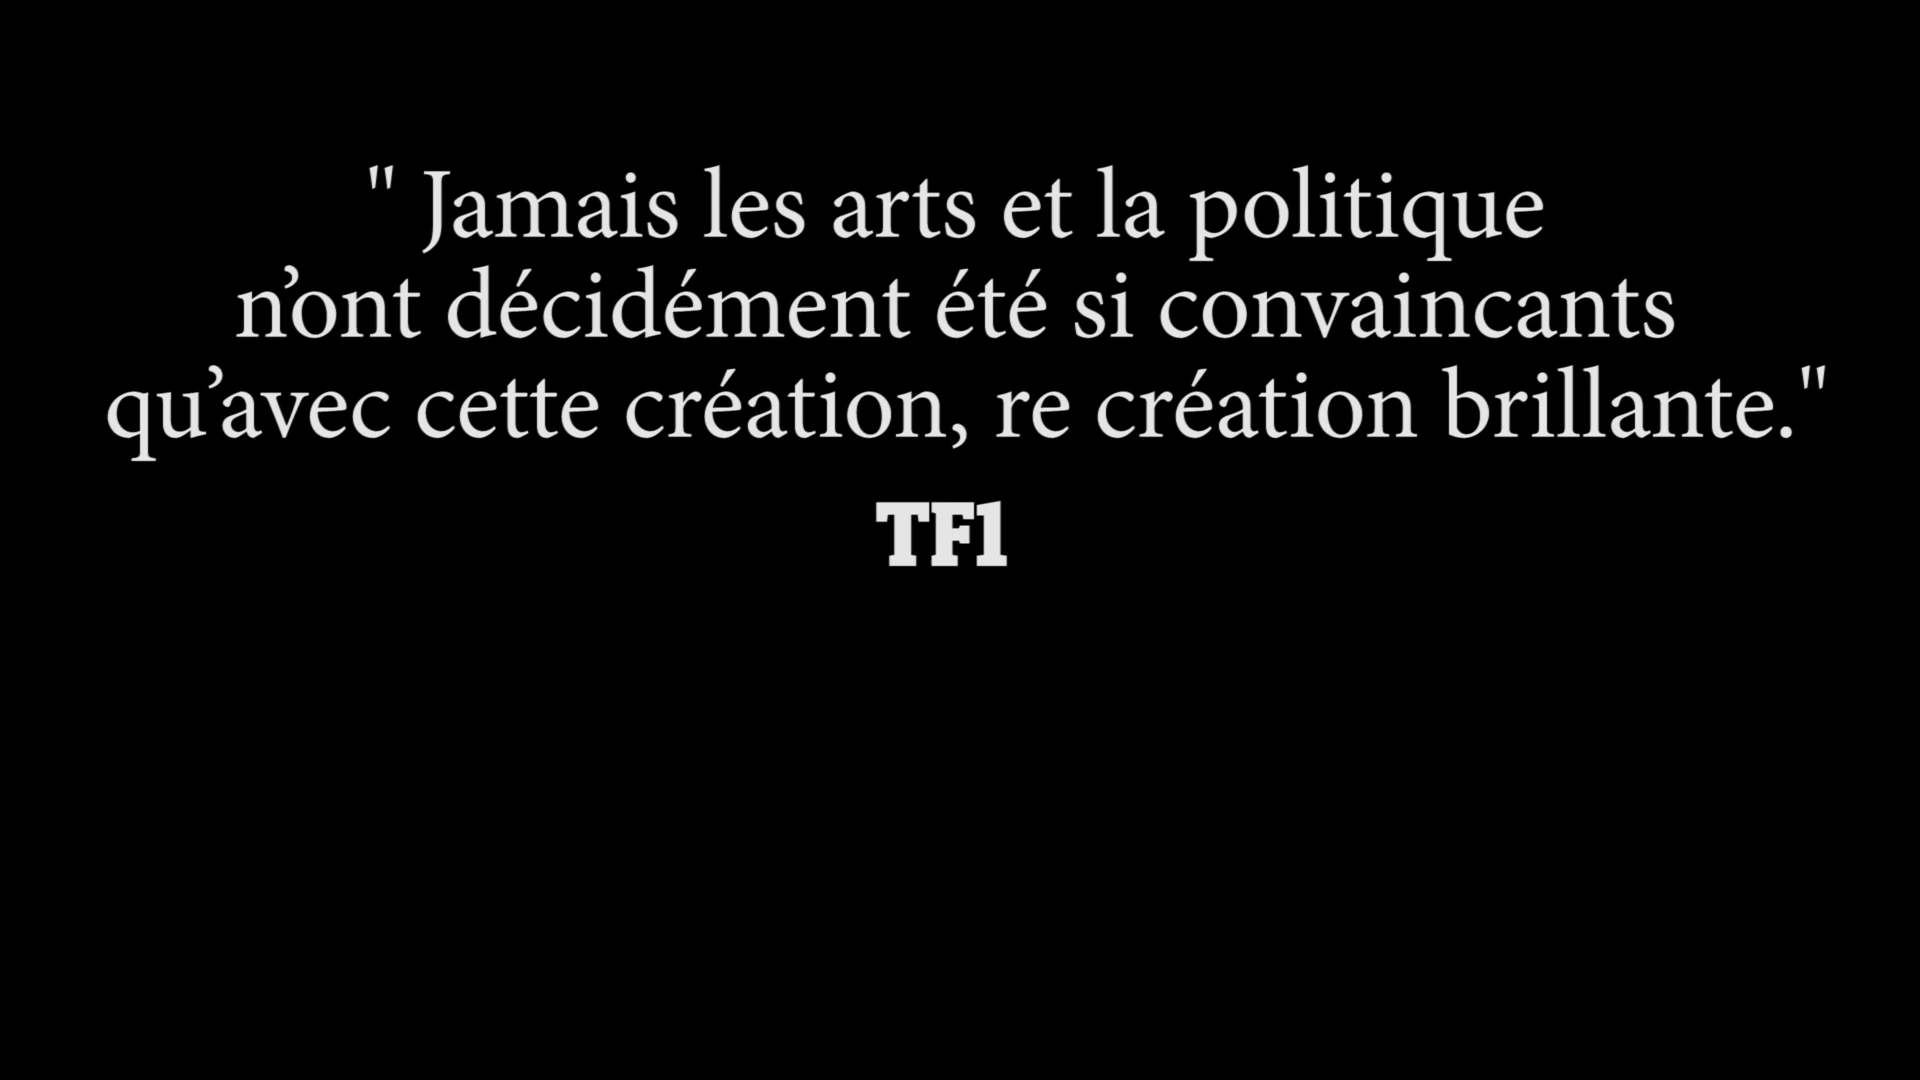 " Jamais les arts et la politique
n’ont décidément été si convaincants
qu’avec cette création, re création brillante."
TF1